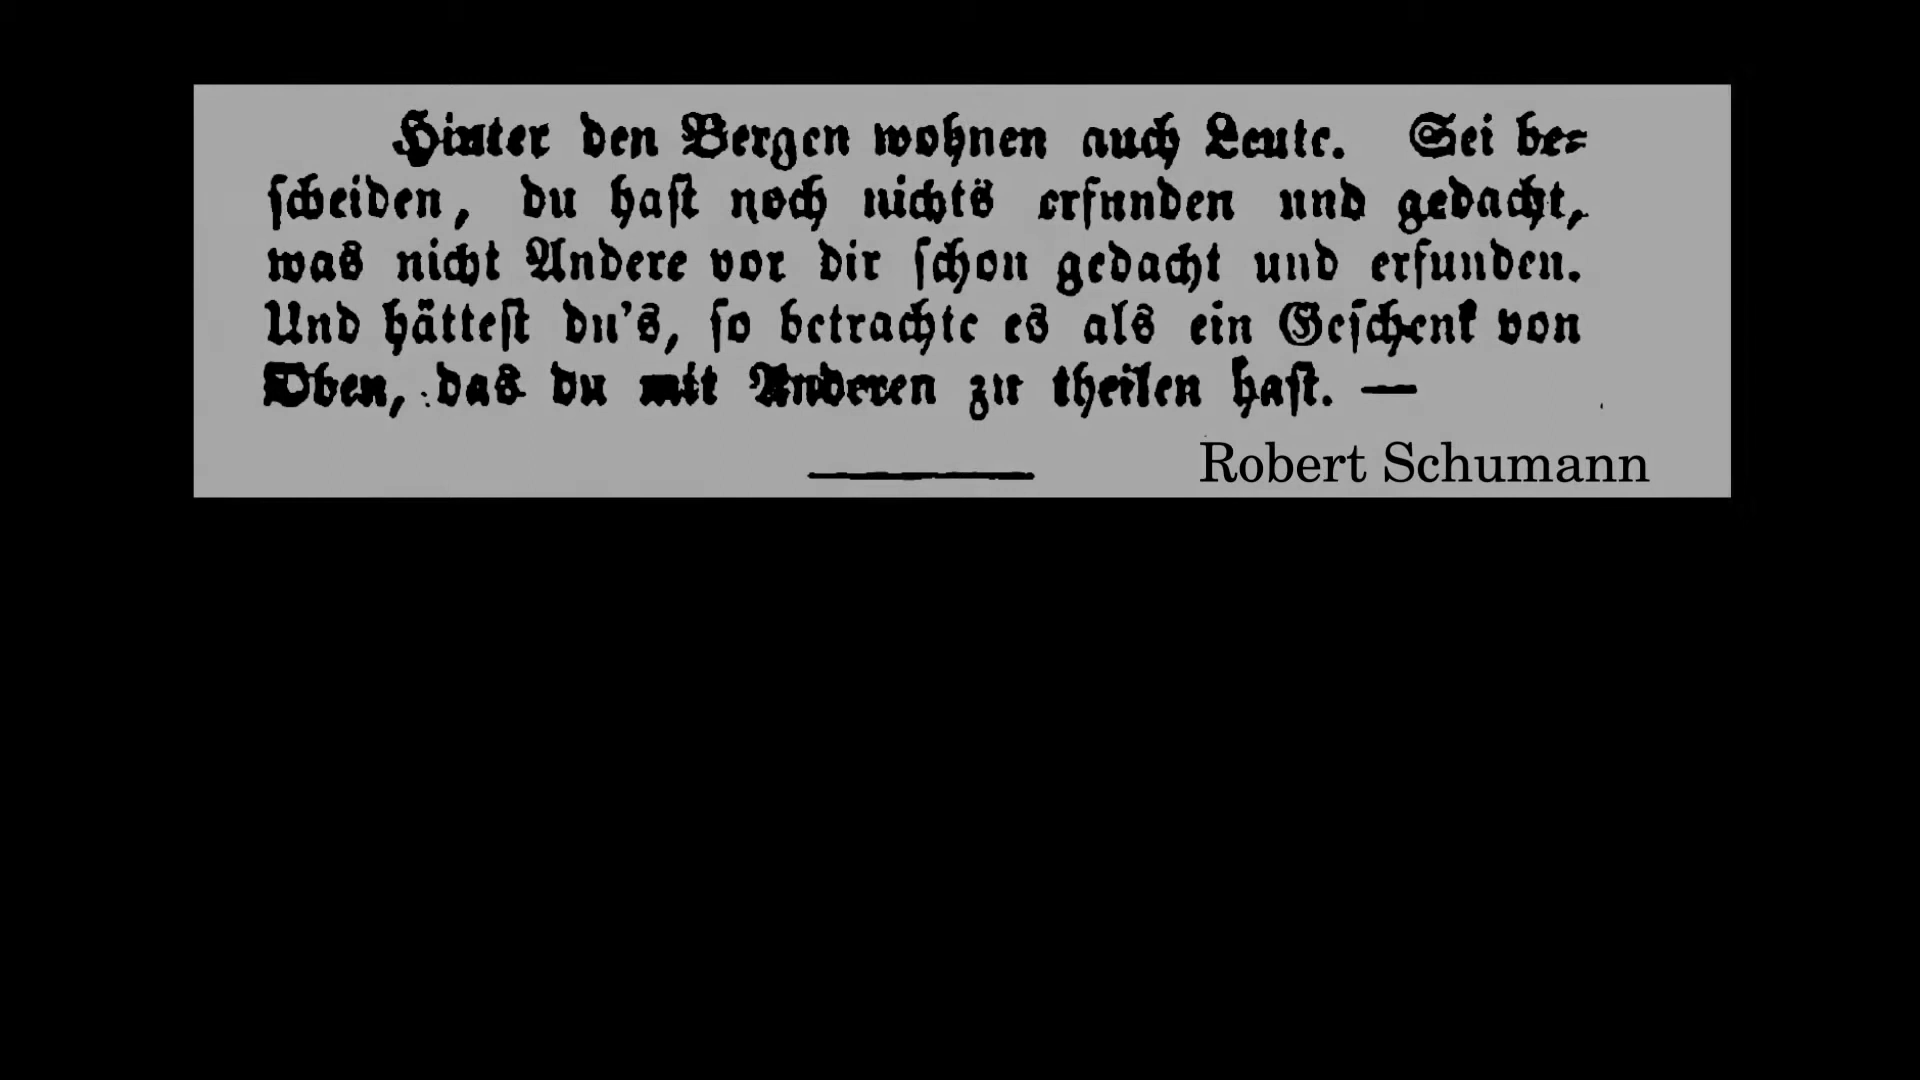 Hinter den Bergen wohnen auch Leute. Sei be-
ſcheiden, du haſt noch nichts erfunden und gedacht,
was nicht Andere vor dir ſchon gedacht und erfunden.
Und hätteſt du's, ſo betrachte es als ein Geſchenk von
Oben, das du mit Anderen zu theilen haſt. —
Robert Schumann